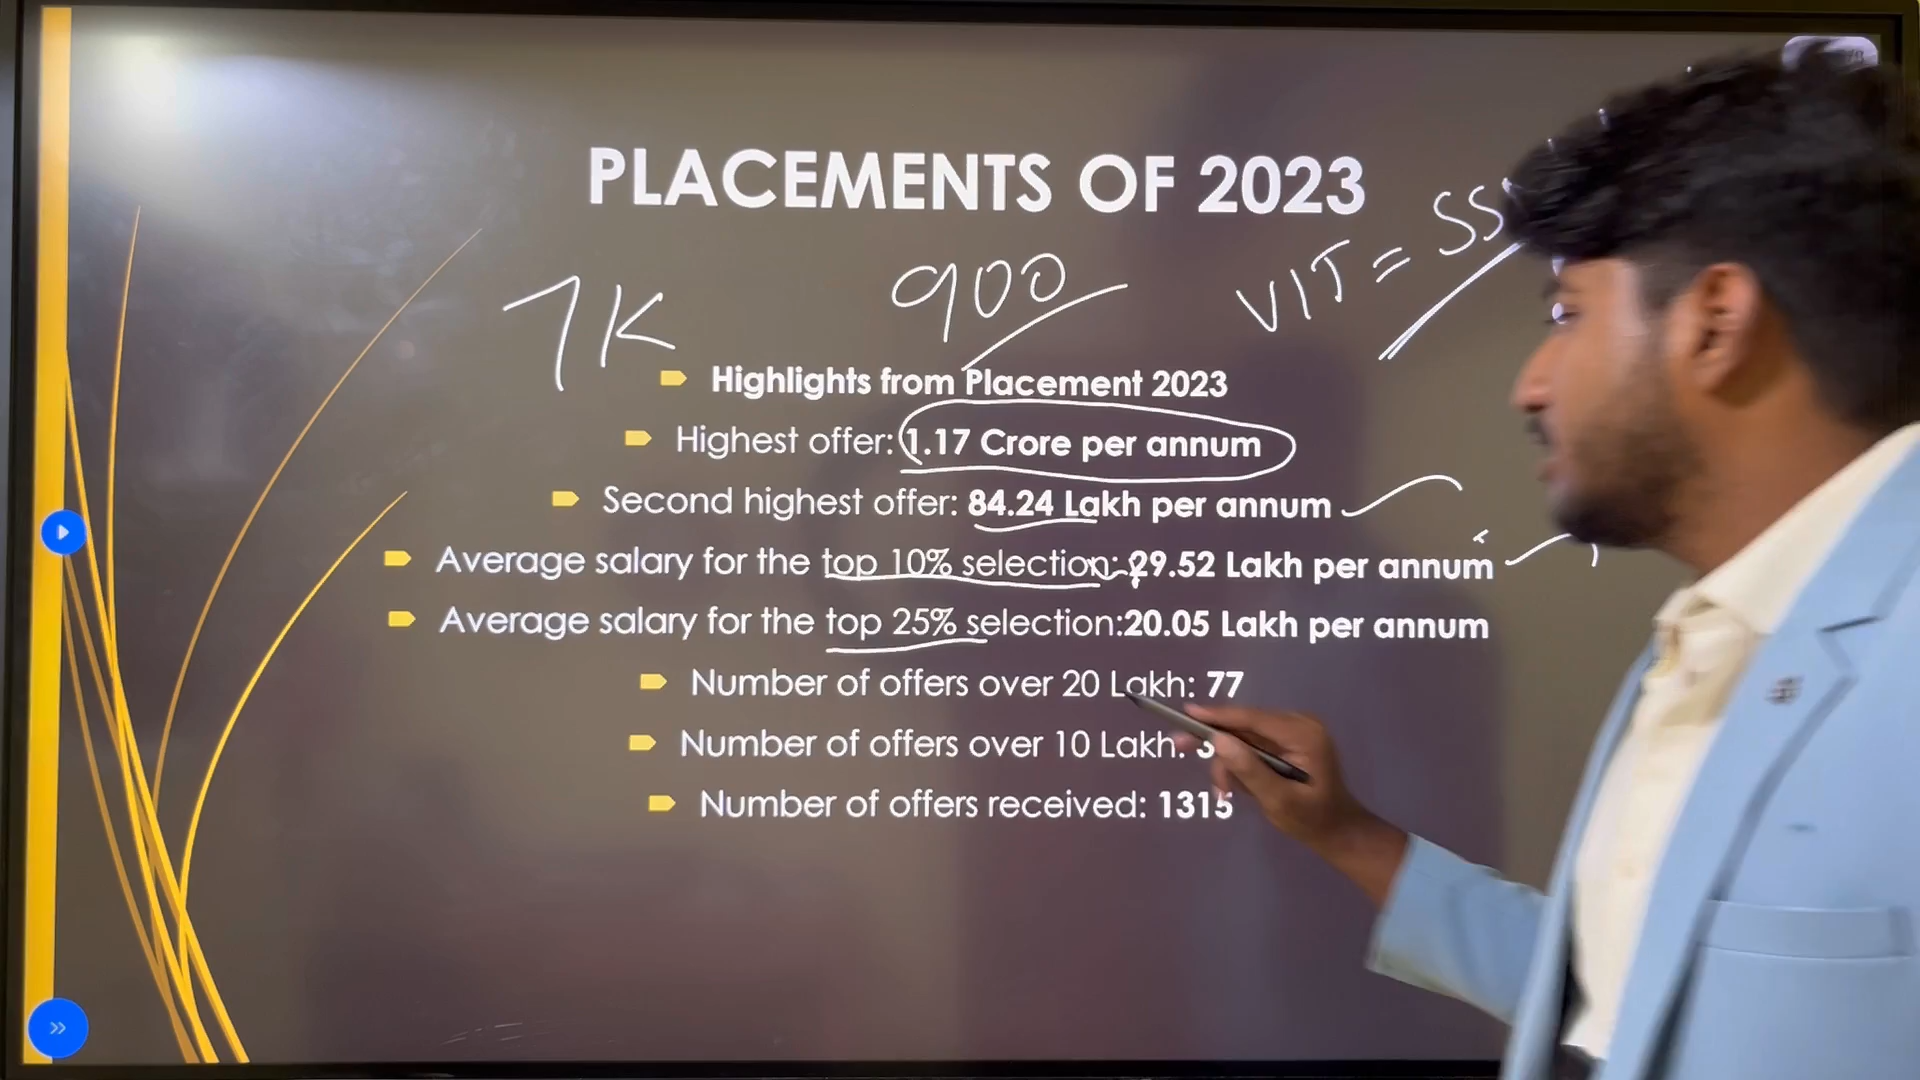 PLACEMENTS OF 2023
1K
900
VIT = SS
Highlights from Placement 2023
Highest offer: 1.17 Crore per annum
Second highest offer: 84.24 Lakh per annum
Average salary for the top 10% selection: 29.52 Lakh per annum
Average salary for the top 25% selection:20.05 Lakh per annum
Number of offers over 20 Lakh: 77
Number of offers over 10 Lakh: 3
Number of offers received: 1315